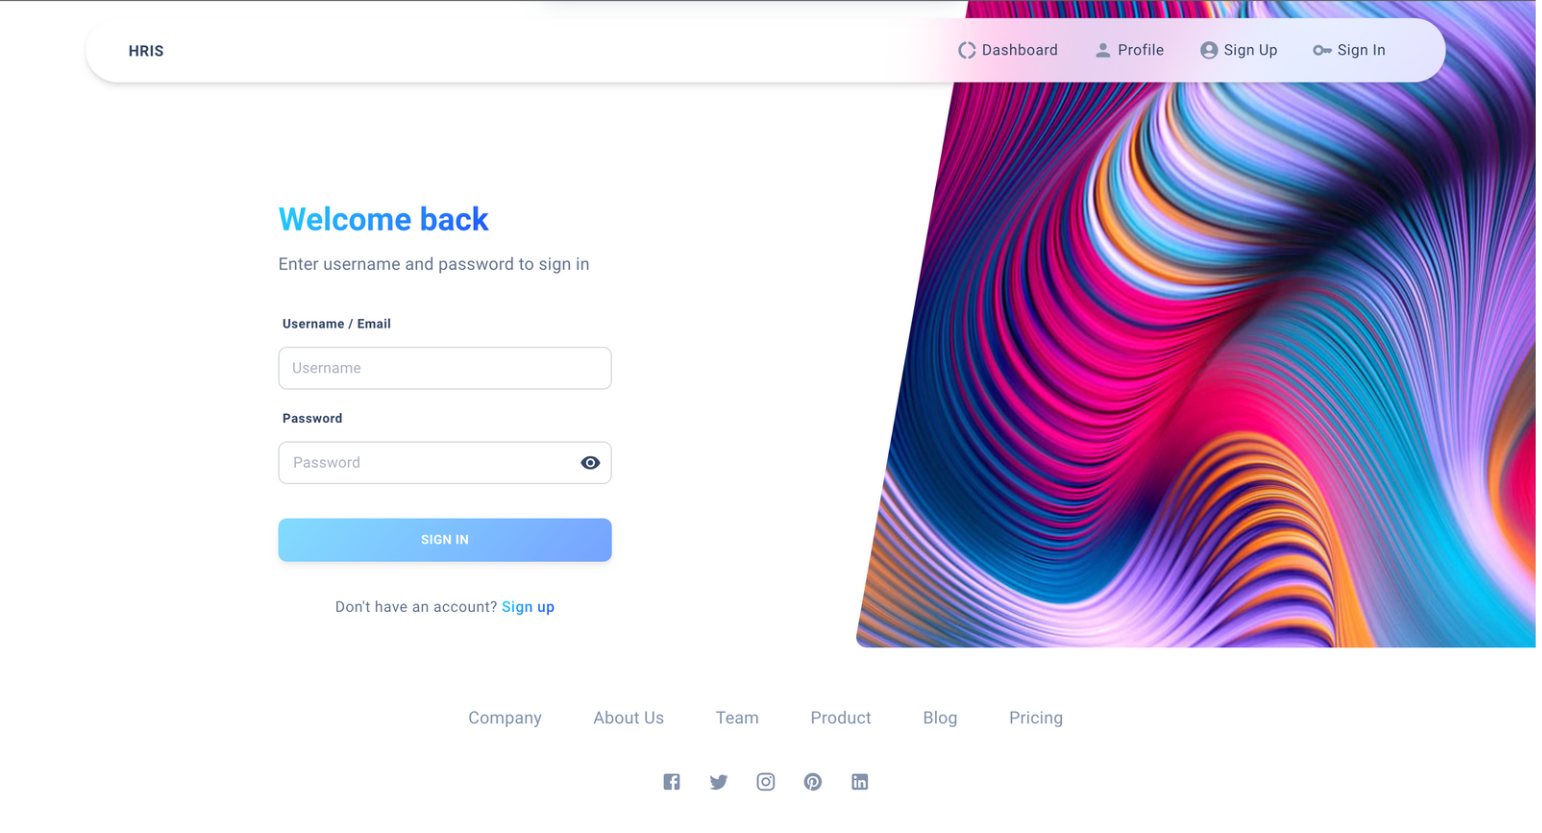 HRIS
Dashboard Profile Sign Up Sign In
Welcome back
Enter username and password to sign in
Username / Email
Username
Password
Password
SIGN IN
Don't have an account? Sign up
Company About Us Team Product Blog Pricing